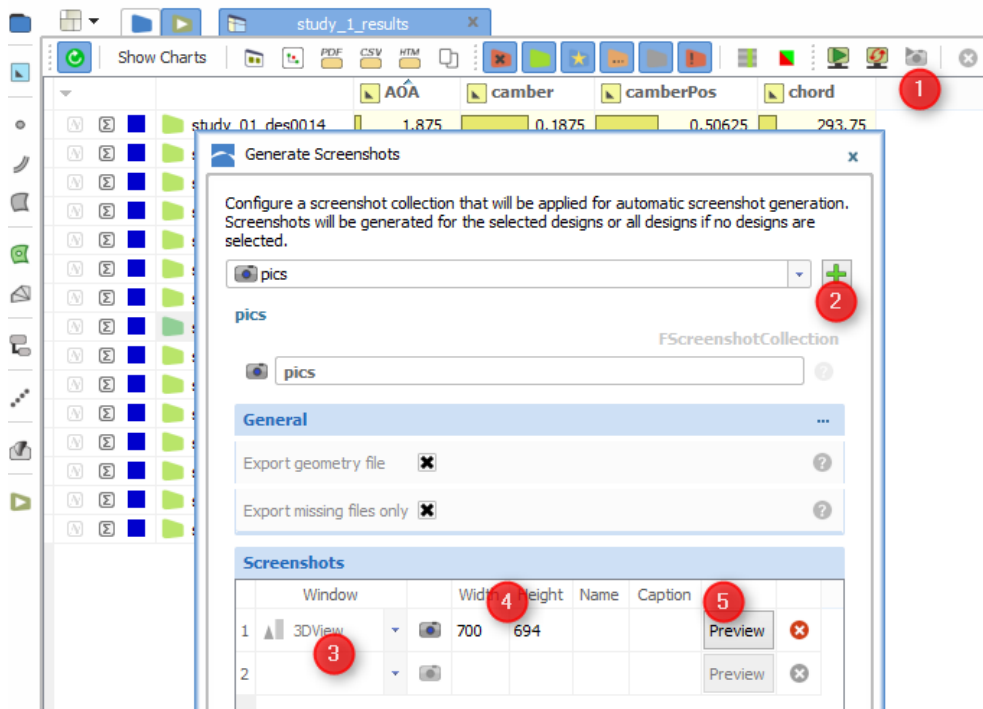 study_1_results x
Show Charts PDF CSV HTM
1
AOA camber camberPos chord
study_01_des0014 1.875 0.1875 0.50625 293.75
Generate Screenshots x
Configure a screenshot collection that will be applied for automatic screenshot generation.
Screenshots will be generated for the selected designs or all designs if no designs are
selected.
pics
2
pics
FScreenshotCollection
pics ?
General ...
Export geometry file ?
Export missing files only ?
Screenshots
Window Width Height Name Caption
4 5
1 3DView 700 694 Preview
3
2 Preview